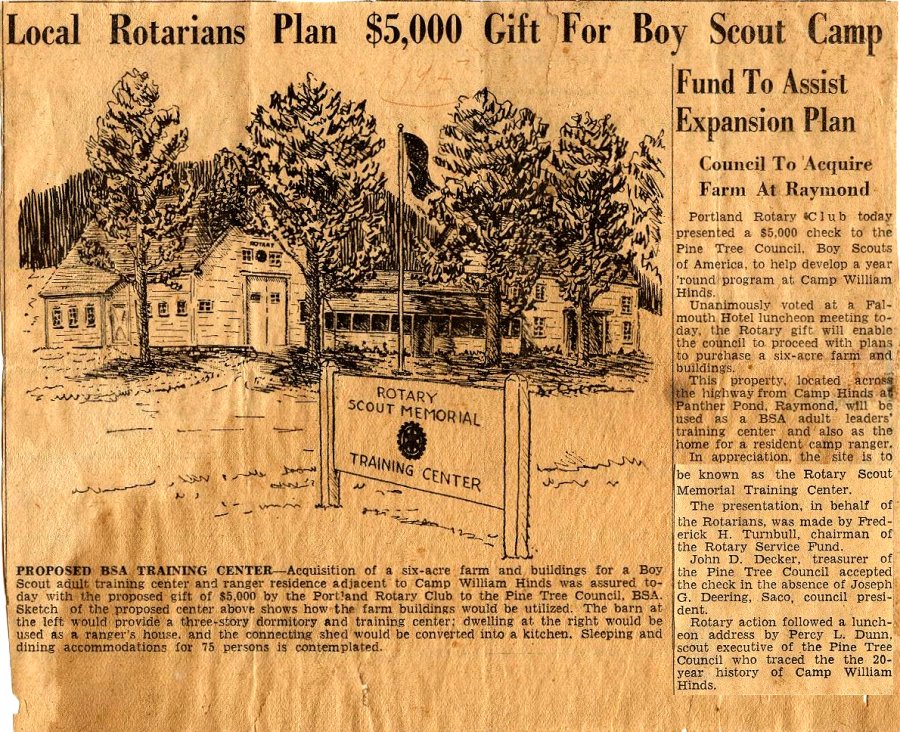 Local Rotarians Plan $5,000 Gift For Boy Scout Camp
ROTARY
ROTARY
SCOUT MEMORIAL
TRAINING CENTER
PROPOSED BSA TRAINING CENTER—Acquisition of a six-acre farm and buildings for a Boy
Scout adult training center and ranger residence adjacent to Camp William Hinds was assured to-
day with the proposed gift of $5,000 by the Portland Rotary Club to the Pine Tree Council, BSA.
Sketch of the proposed center above shows how the farm buildings would be utilized. The barn at
the left would provide a three-story dormitory and training center; dwelling at the right would be
used as a ranger's house, and the connecting shed would be converted into a kitchen. Sleeping and
dining accommodations for 75 persons is contemplated.
Fund To Assist
Expansion Plan
Council To Acquire
Farm At Raymond
Portland Rotary Club today
presented a $5,000 check to the
Pine Tree Council, Boy Scouts
of America, to help develop a year
'round program at Camp William
Hinds.
Unanimously voted at a Fal-
mouth Hotel luncheon meeting to-
day, the Rotary gift will enable
the council to proceed with plans
to purchase a six-acre farm and
buildings.
This property, located across
the highway from Camp Hinds at
Panther Pond, Raymond, will be
used as a BSA adult leaders'
training center and also as the
home for a resident camp ranger.
In appreciation, the site is to
be known as the Rotary Scout
Memorial Training Center.
The presentation, in behalf of
the Rotarians, was made by Fred-
erick H. Turnbull, chairman of
the Rotary Service Fund.
John D. Decker, treasurer of
the Pine Tree Council accepted
the check in the absence of Joseph
G. Deering, Saco, council presi-
dent.
Rotary action followed a lunch-
eon address by Percy L. Dunn,
scout executive of the Pine Tree
Council who traced the the 20-
year history of Camp William
Hinds.